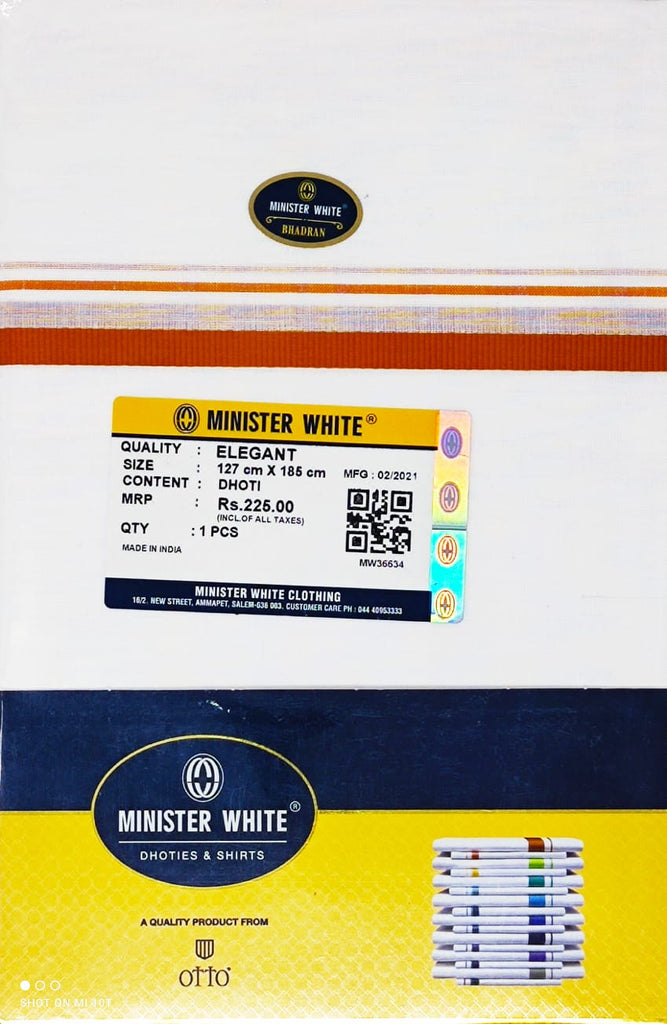 MINISTER WHITE
BHADRAN
MINISTER WHITE®
QUALITY : ELEGANT
SIZE : 127 cm X 185 cm
MFG : 02/2021
CONTENT : DHOTI
MRP : Rs.225.00
(INCL.OF ALL TAXES)
QTY : 1 PCS
MADE IN INDIA
MW36634
MINISTER WHITE CLOTHING
16/2. NEW STREET, AMMAPET, SALEM-636 003. CUSTOMER CARE PH : 044 40953333
MINISTER WHITE®
DHOTIES & SHIRTS
A QUALITY PRODUCT FROM
OTTO
SHOT ON MI 10T